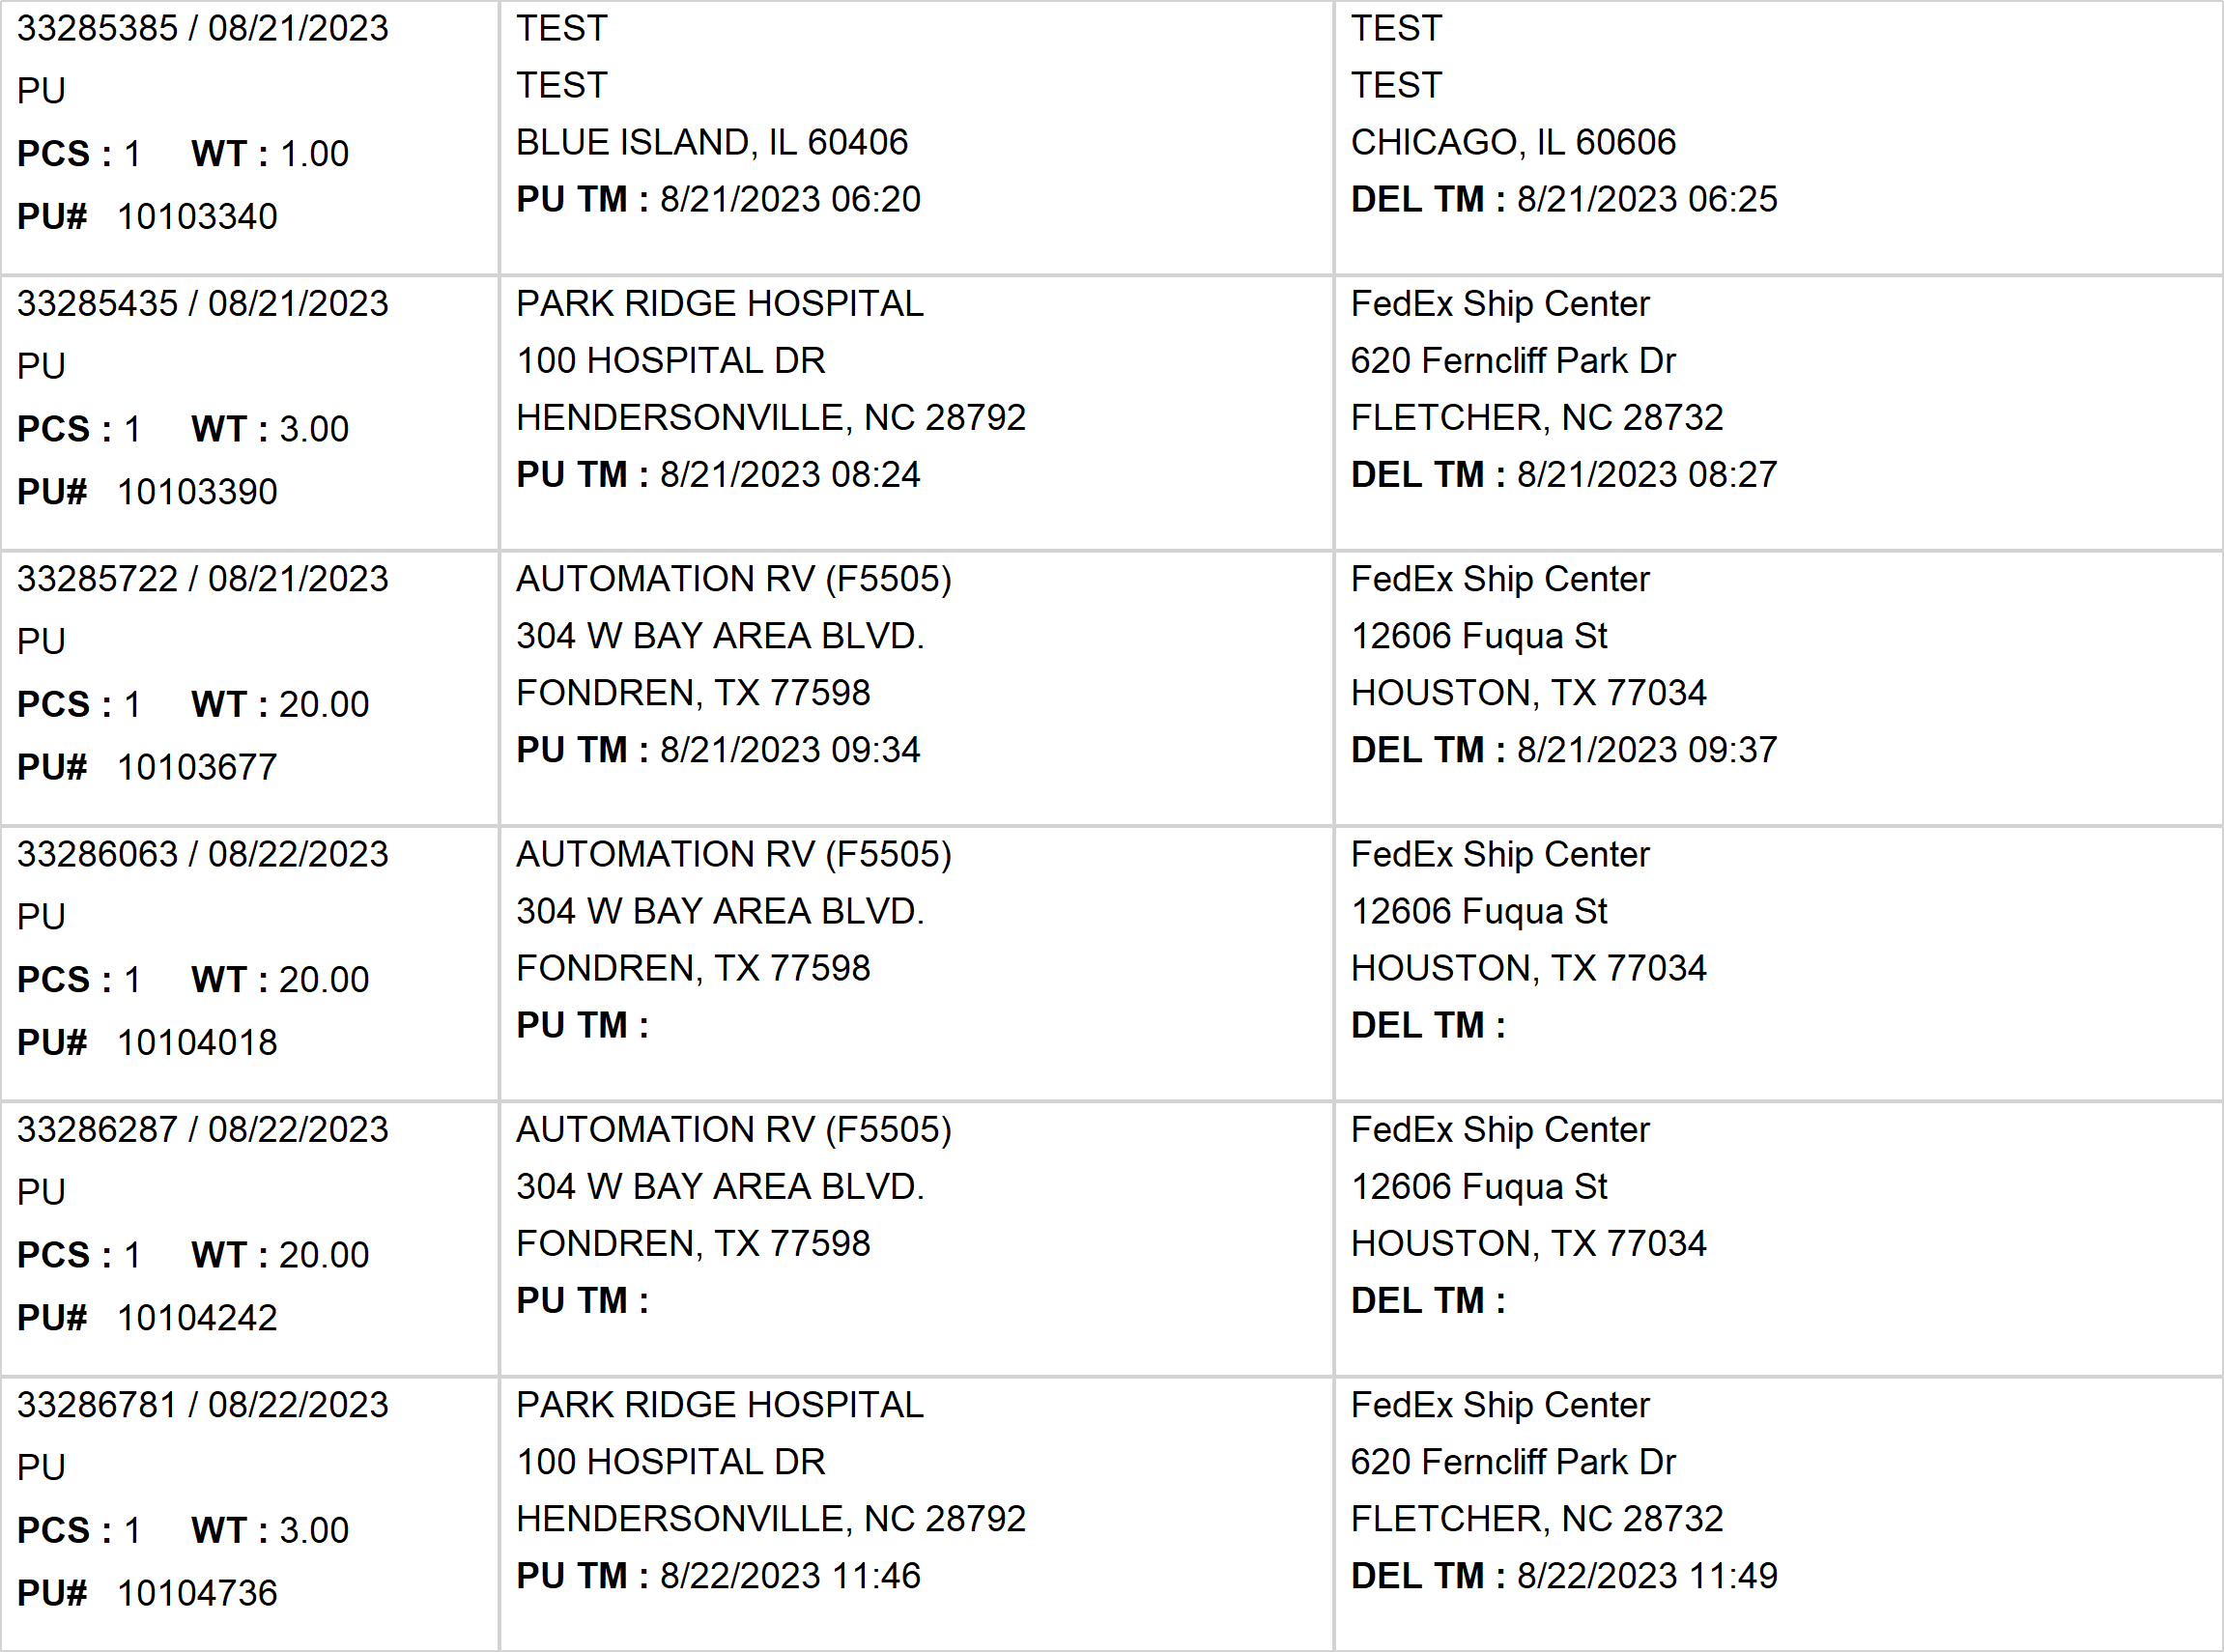 33285385 / 08/21/2023
PU
PCS : 1 WT : 1.00
PU# 10103340
TEST
TEST
BLUE ISLAND, IL 60406
PU TM : 8/21/2023 06:20
TEST
TEST
CHICAGO, IL 60606
DEL TM : 8/21/2023 06:25
33285435 / 08/21/2023
PU
PCS : 1 WT : 3.00
PU# 10103390
PARK RIDGE HOSPITAL
100 HOSPITAL DR
HENDERSONVILLE, NC 28792
PU TM : 8/21/2023 08:24
FedEx Ship Center
620 Ferncliff Park Dr
FLETCHER, NC 28732
DEL TM : 8/21/2023 08:27
33285722 / 08/21/2023
PU
PCS : 1 WT : 20.00
PU# 10103677
AUTOMATION RV (F5505)
304 W BAY AREA BLVD.
FONDREN, TX 77598
PU TM : 8/21/2023 09:34
FedEx Ship Center
12606 Fuqua St
HOUSTON, TX 77034
DEL TM : 8/21/2023 09:37
33286063 / 08/22/2023
PU
PCS : 1 WT : 20.00
PU# 10104018
AUTOMATION RV (F5505)
304 W BAY AREA BLVD.
FONDREN, TX 77598
PU TM :
FedEx Ship Center
12606 Fuqua St
HOUSTON, TX 77034
DEL TM :
33286287 / 08/22/2023
PU
PCS : 1 WT : 20.00
PU# 10104242
AUTOMATION RV (F5505)
304 W BAY AREA BLVD.
FONDREN, TX 77598
PU TM :
FedEx Ship Center
12606 Fuqua St
HOUSTON, TX 77034
DEL TM :
33286781 / 08/22/2023
PU
PCS : 1 WT : 3.00
PU# 10104736
PARK RIDGE HOSPITAL
100 HOSPITAL DR
HENDERSONVILLE, NC 28792
PU TM : 8/22/2023 11:46
FedEx Ship Center
620 Ferncliff Park Dr
FLETCHER, NC 28732
DEL TM : 8/22/2023 11:49